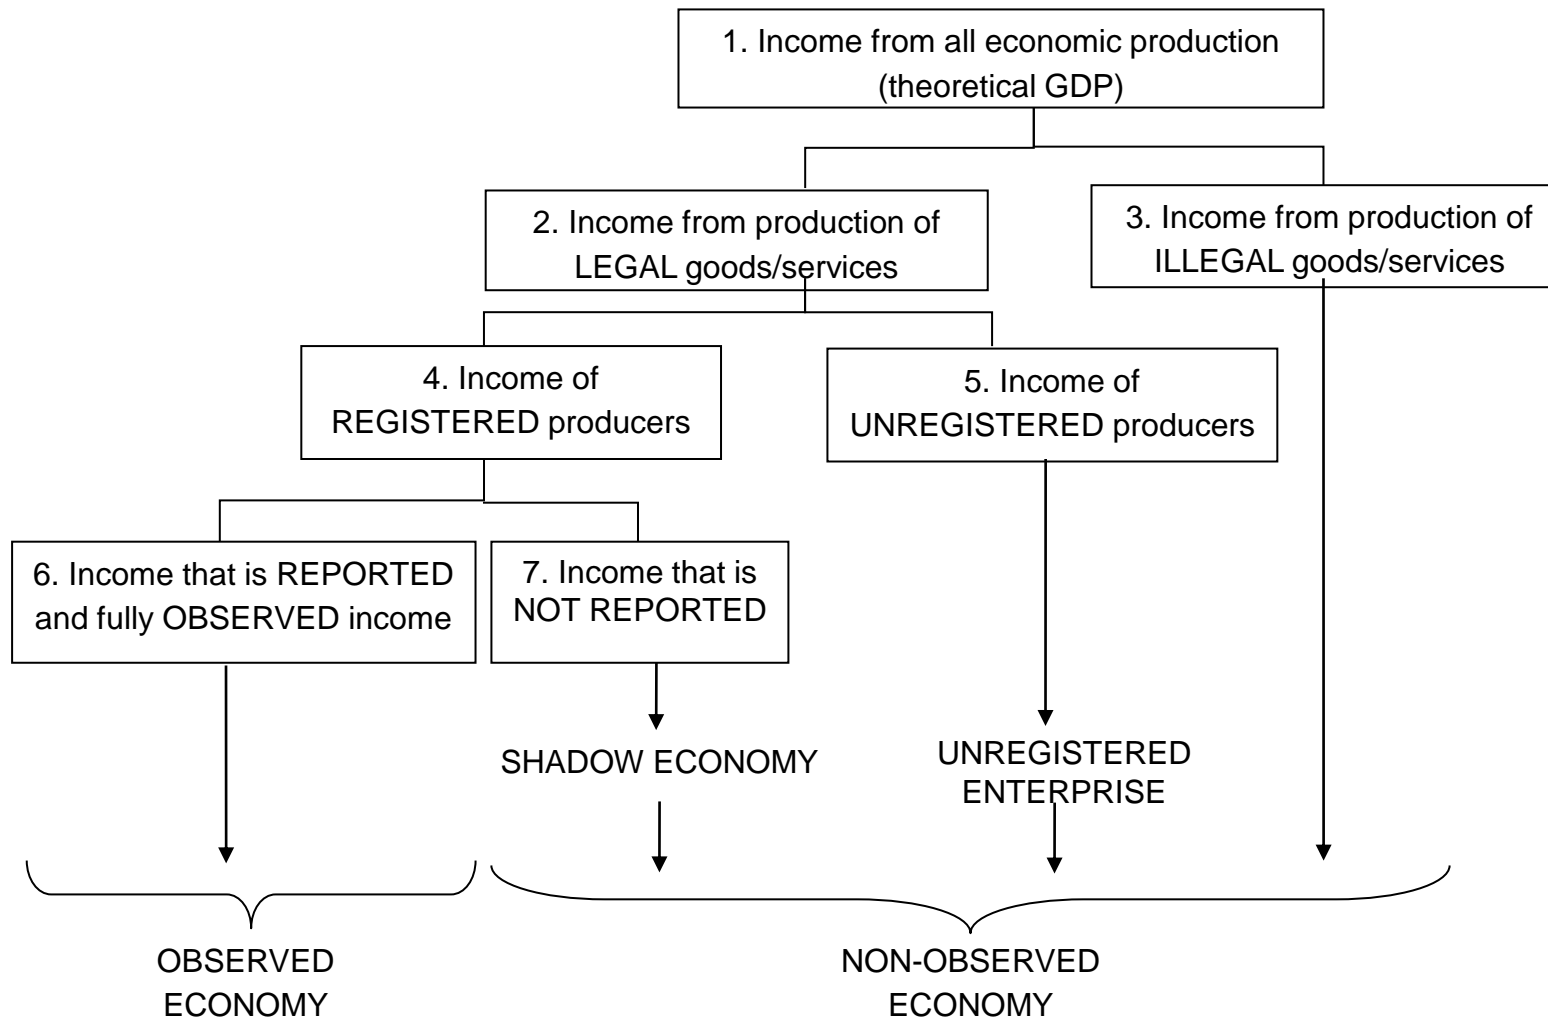 1. Income from all economic production
(theoretical GDP)
2. Income from production of
LEGAL goods/services
3. Income from production of
ILLEGAL goods/services
4. Income of
REGISTERED producers
5. Income of
UNREGISTERED producers
6. Income that is REPORTED
and fully OBSERVED income
7. Income that is
NOT REPORTED
SHADOW ECONOMY
UNREGISTERED
ENTERPRISE
OBSERVED
ECONOMY
NON-OBSERVED
ECONOMY